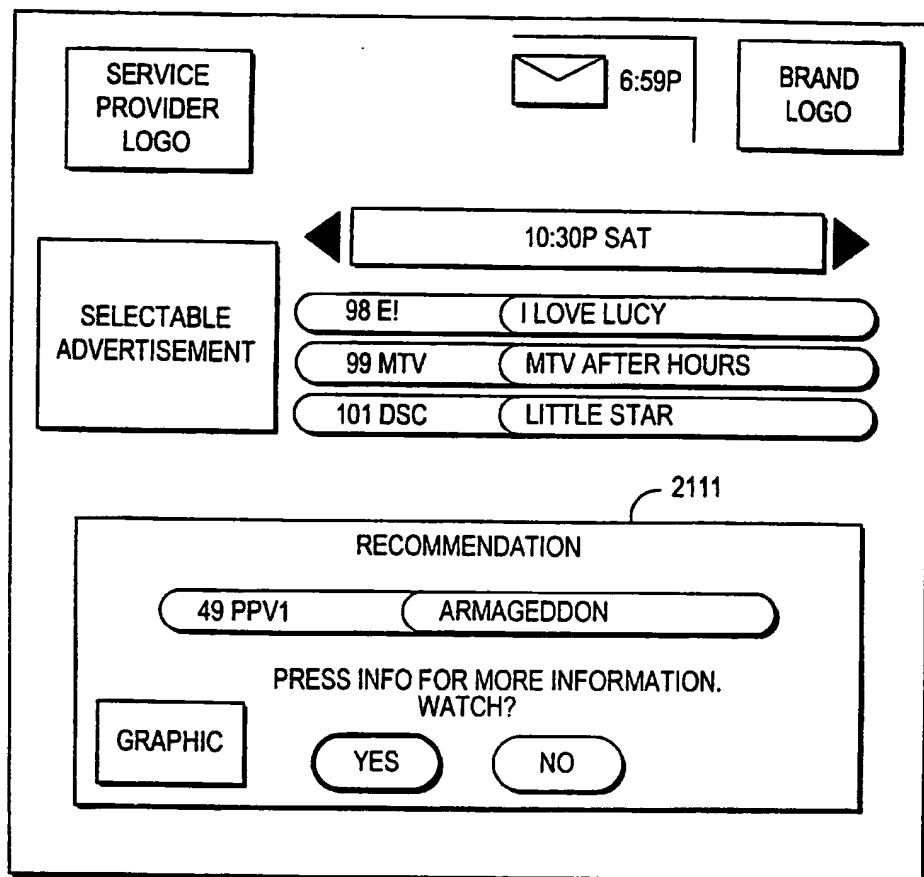 SERVICE
PROVIDER
LOGO
6:59P
BRAND
LOGO
10:30P SAT
SELECTABLE
ADVERTISEMENT
98 E! I LOVE LUCY
99 MTV MTV AFTER HOURS
101 DSC LITTLE STAR
2111
RECOMMENDATION
49 PPV1 ARMAGEDDON
PRESS INFO FOR MORE INFORMATION.
WATCH?
GRAPHIC
YES NO